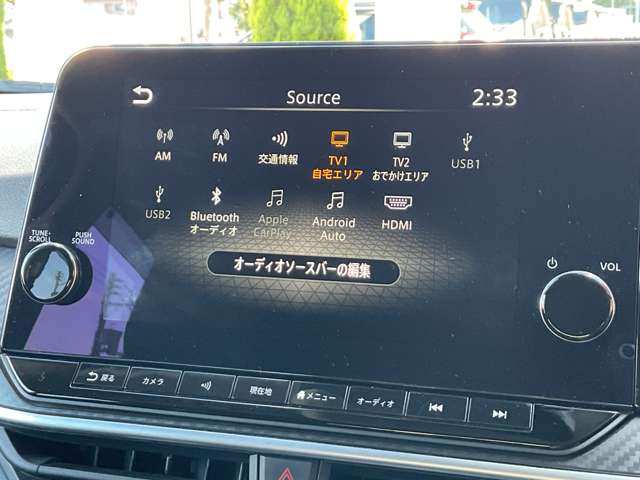 Source
2:33
AM
FM
交通情報
TV1
自宅エリア
TV2
おでかけエリア
USB1
USB2
Bluetooth
オーディオ
Apple
CarPlay
Android
Auto
HDMI
オーディオソースバーの編集
TUNE•
SCROLL
PUSH
SOUND
VOL
戻る
カメラ
現在地
メニュー
オーディオ